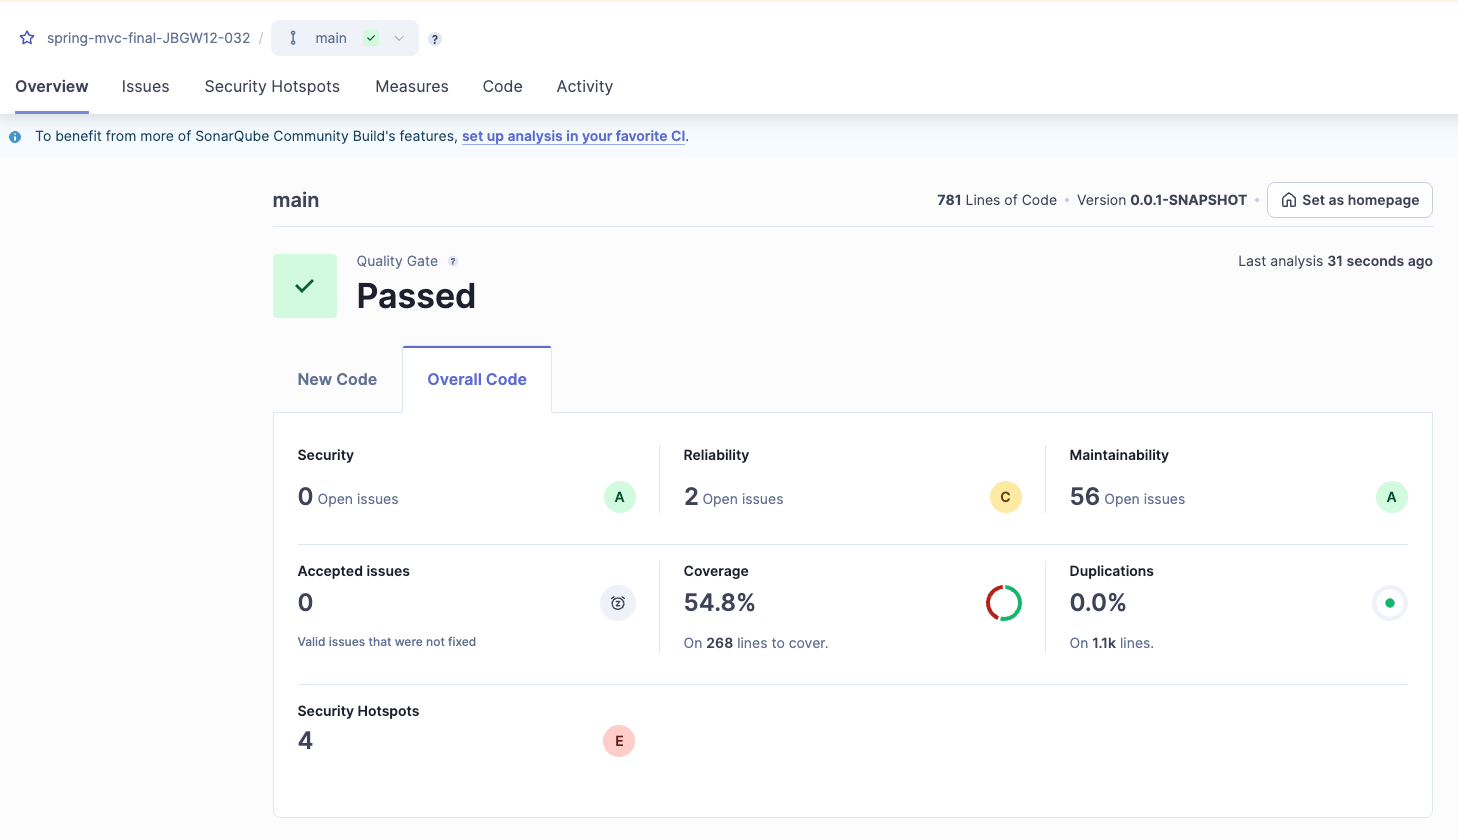 spring-mvc-final-JBGW12-032 / main ?
Overview Issues Security Hotspots Measures Code Activity
To benefit from more of SonarQube Community Build's features, set up analysis in your favorite CI.
main
781 Lines of Code • Version 0.0.1-SNAPSHOT • Set as homepage
Quality Gate ?
Last analysis 31 seconds ago
Passed
New Code Overall Code
Security
0 Open issues A
Reliability
2 Open issues C
Maintainability
56 Open issues A
Accepted issues
0
Valid issues that were not fixed
Coverage
54.8%
On 268 lines to cover.
Duplications
0.0%
On 1.1k lines.
Security Hotspots
4 E